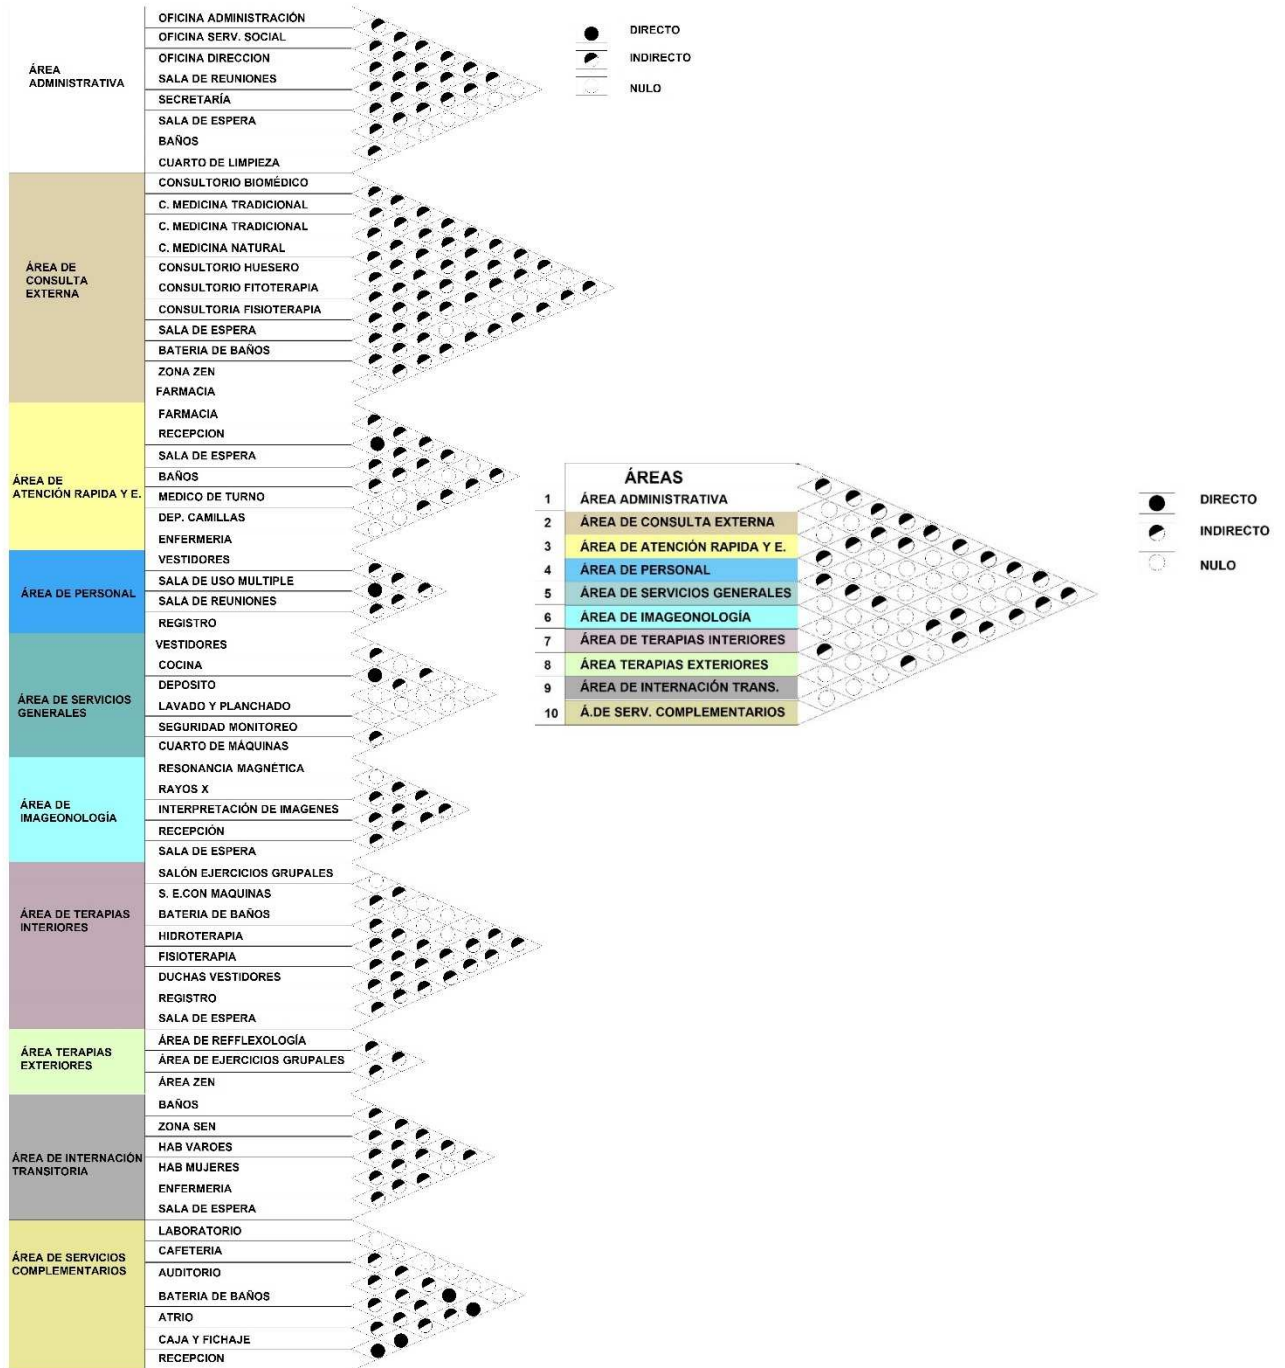 ÁREA
ADMINISTRATIVA
OFICINA ADMINISTRACIÓN
OFICINA SERV. SOCIAL
OFICINA DIRECCION
SALA DE REUNIONES
SECRETARÍA
SALA DE ESPERA
BAÑOS
CUARTO DE LIMPIEZA
DIRECTO
INDIRECTO
NULO
ÁREA DE
CONSULTA
EXTERNA
CONSULTORIO BIOMÉDICO
C. MEDICINA TRADICIONAL
C. MEDICINA TRADICIONAL
C. MEDICINA NATURAL
CONSULTORIO HUESERO
CONSULTORIO FITOTERAPIA
CONSULTORIA FISIOTERAPIA
SALA DE ESPERA
BATERIA DE BAÑOS
ZONA ZEN
FARMACIA
ÁREA DE
ATENCIÓN RAPIDA Y E.
FARMACIA
RECEPCION
SALA DE ESPERA
BAÑOS
MEDICO DE TURNO
DEP. CAMILLAS
ENFERMERIA
ÁREA DE PERSONAL
VESTIDORES
SALA DE USO MULTIPLE
SALA DE REUNIONES
REGISTRO
ÁREA DE SERVICIOS
GENERALES
VESTIDORES
COCINA
DEPOSITO
LAVADO Y PLANCHADO
SEGURIDAD MONITOREO
CUARTO DE MÁQUINAS
ÁREA DE
IMAGEONOLOGÍA
RESONANCIA MAGNÉTICA
RAYOS X
INTERPRETACIÓN DE IMAGENES
RECEPCIÓN
SALA DE ESPERA
ÁREA DE TERAPIAS
INTERIORES
SALÓN EJERCICIOS GRUPALES
S. E.CON MAQUINAS
BATERIA DE BAÑOS
HIDROTERAPIA
FISIOTERAPIA
DUCHAS VESTIDORES
REGISTRO
SALA DE ESPERA
ÁREA TERAPIAS
EXTERIORES
ÁREA DE REFFLEXOLOGÍA
ÁREA DE EJERCICIOS GRUPALES
ÁREA ZEN
ÁREA DE INTERNACIÓN
TRANSITORIA
BAÑOS
ZONA SEN
HAB VAROES
HAB MUJERES
ENFERMERIA
SALA DE ESPERA
ÁREA DE SERVICIOS
COMPLEMENTARIOS
LABORATORIO
CAFETERIA
AUDITORIO
BATERIA DE BAÑOS
ATRIO
CAJA Y FICHAJE
RECEPCION
ÁREAS
1 ÁREA ADMINISTRATIVA
2 ÁREA DE CONSULTA EXTERNA
3 ÁREA DE ATENCIÓN RAPIDA Y E.
4 ÁREA DE PERSONAL
5 ÁREA DE SERVICIOS GENERALES
6 ÁREA DE IMAGEONOLOGÍA
7 ÁREA DE TERAPIAS INTERIORES
8 ÁREA TERAPIAS EXTERIORES
9 ÁREA DE INTERNACIÓN TRANS.
10 Á.DE SERV. COMPLEMENTARIOS
DIRECTO
INDIRECTO
NULO